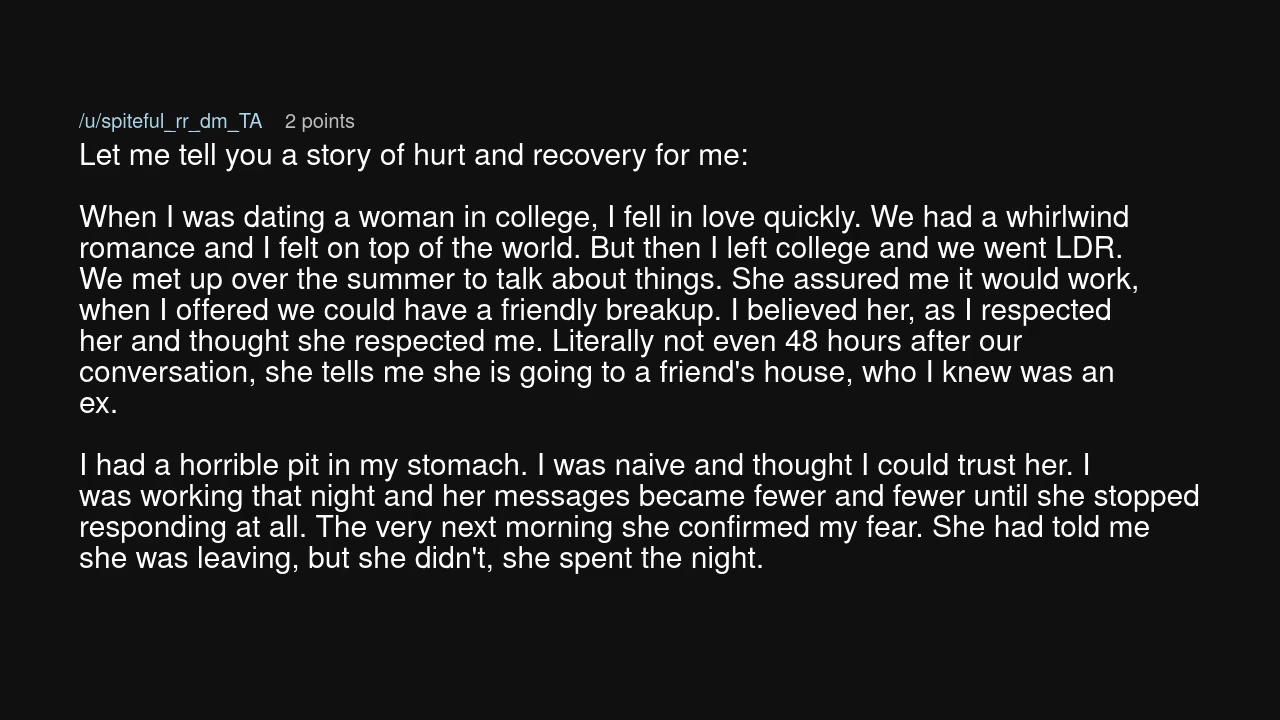 /u/spiteful_rr_dm_TA 2 points
Let me tell you a story of hurt and recovery for me:
When I was dating a woman in college, I fell in love quickly. We had a whirlwind
romance and I felt on top of the world. But then I left college and we went LDR.
We met up over the summer to talk about things. She assured me it would work,
when I offered we could have a friendly breakup. I believed her, as I respected
her and thought she respected me. Literally not even 48 hours after our
conversation, she tells me she is going to a friend's house, who I knew was an
ex.
I had a horrible pit in my stomach. I was naive and thought I could trust her. I
was working that night and her messages became fewer and fewer until she stopped
responding at all. The very next morning she confirmed my fear. She had told me
she was leaving, but she didn't, she spent the night.